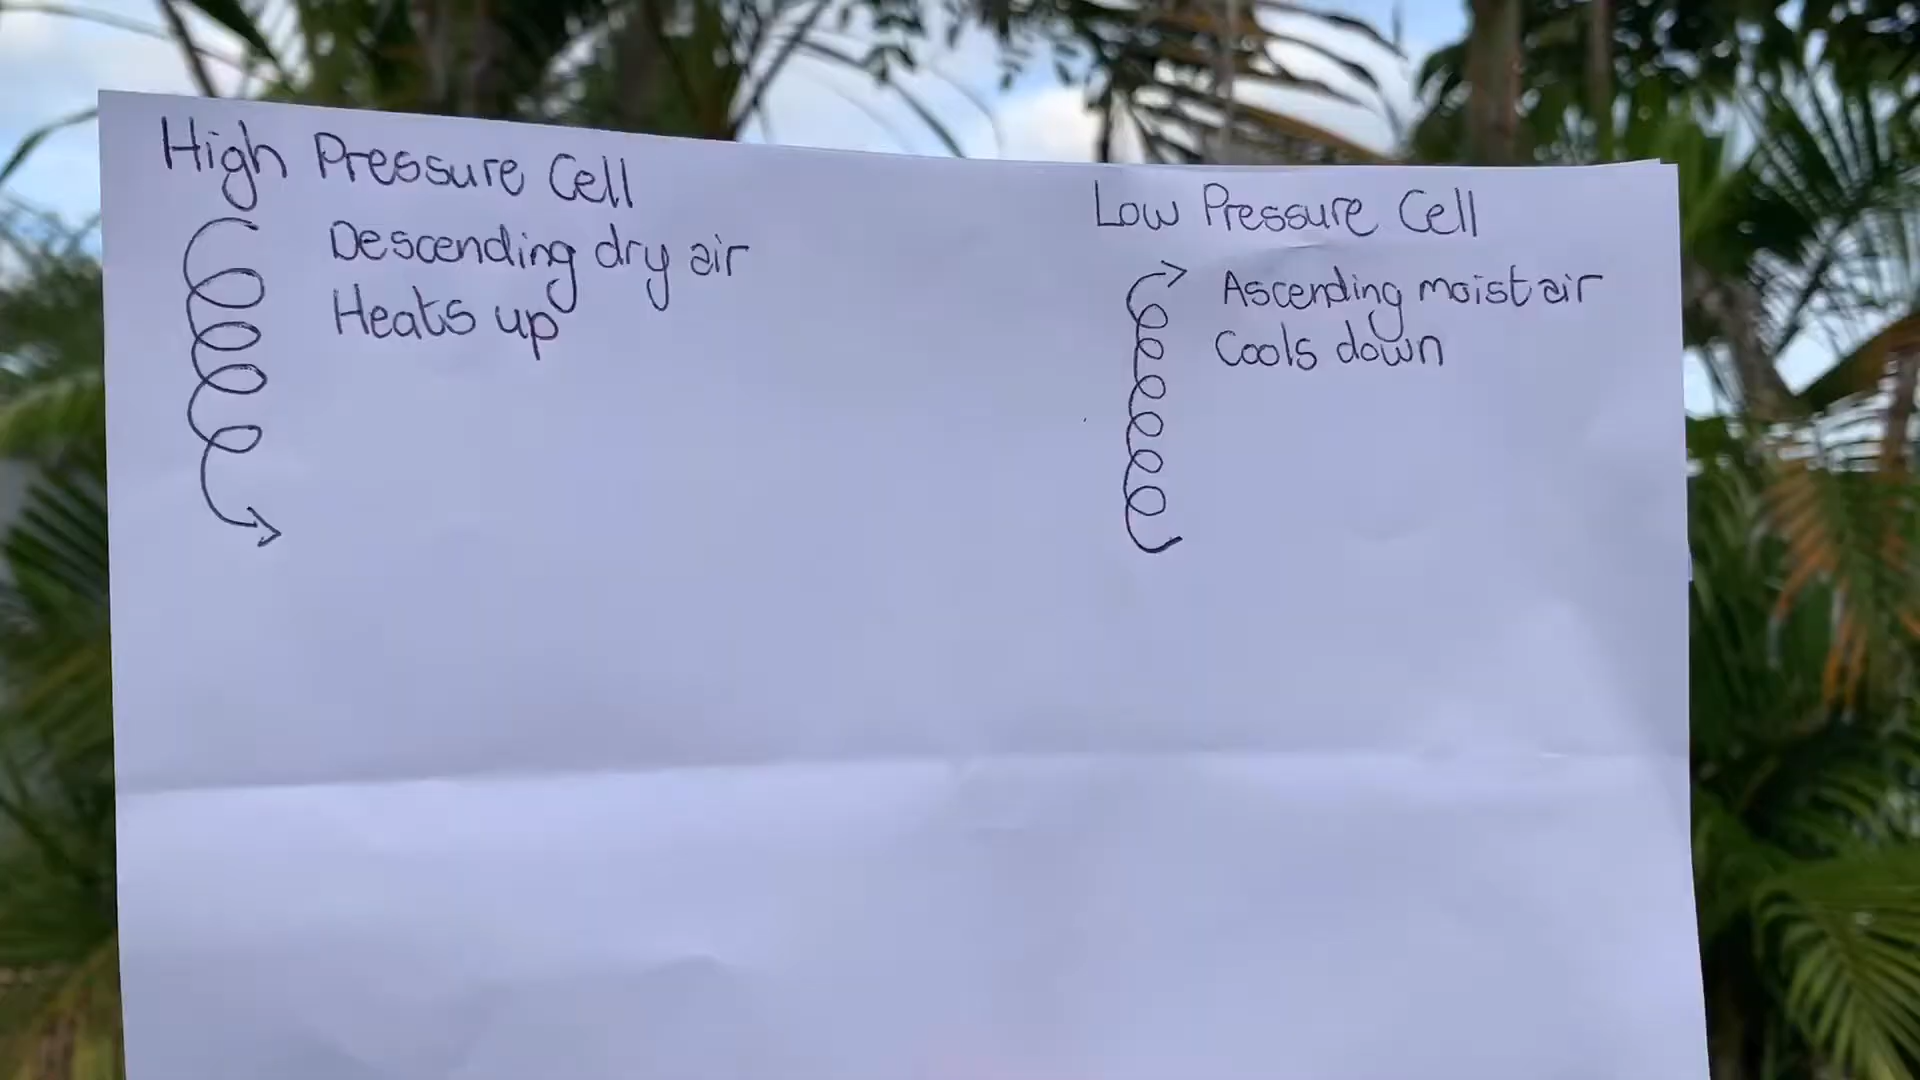 High Pressure Cell
Descending dry air
Heats up
Low Pressure Cell
Ascending moist air
Cools down